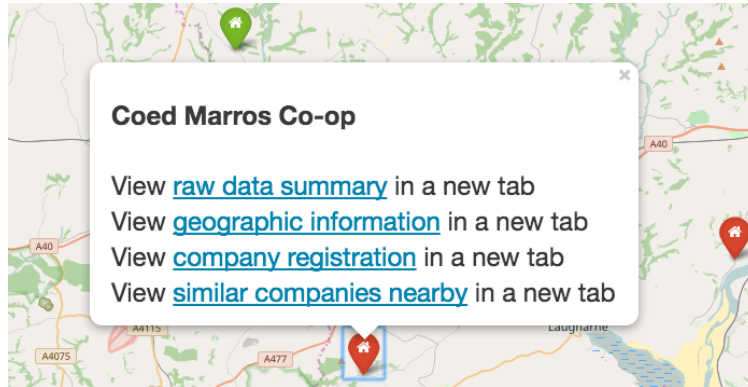 ×
Coed Marros Co-op
A40
View raw data summary in a new tab
View geographic information in a new tab
A40
View company registration in a new tab
View similar companies nearby in a new tab
A4115
Laugharne
A4075
A477